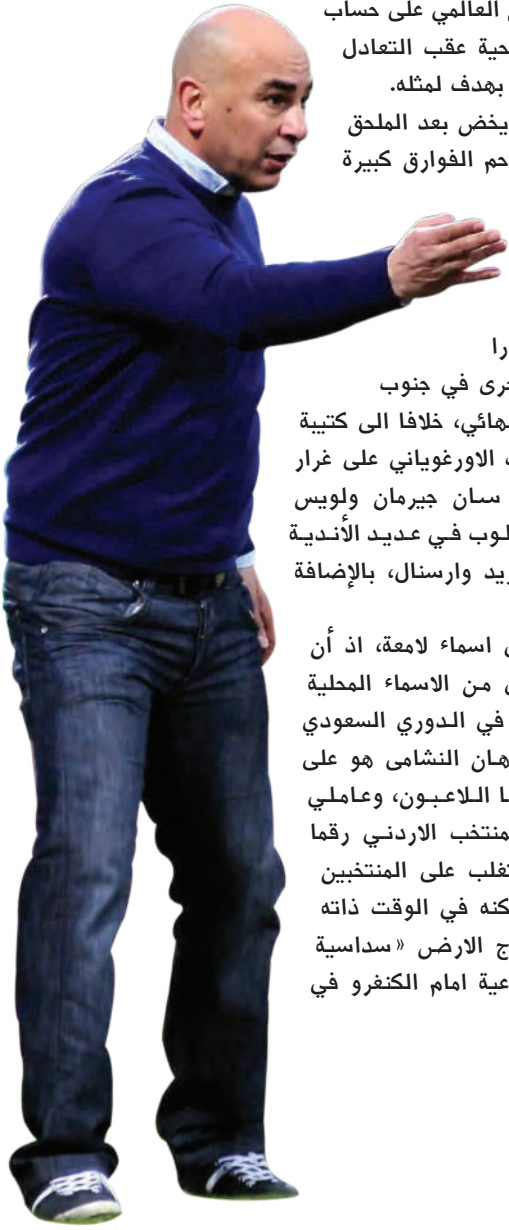 العالمي على حساب
حية عقب التعادل
بهدف لمثله.
يخض بعد الملحق
حم الفوارق كبيرة
را
جرى في جنوب
هائي، خلافا الى كتيبة
الاورغوياني على غرار
سان جيرمان ولويس
لوب في عديد الأندية
ريد وارسنال، بالإضافة
اسماء لامعة، اذ أن
من الاسماء المحلية
في الدوري السعودي
هان النشامى هو على
ا اللاعبون، وعاملي
لمنتخب الاردني رقما
تغلب على المنتخبين
كنه في الوقت ذاته
ج الارض «سداسية
عية امام الكنغرو في